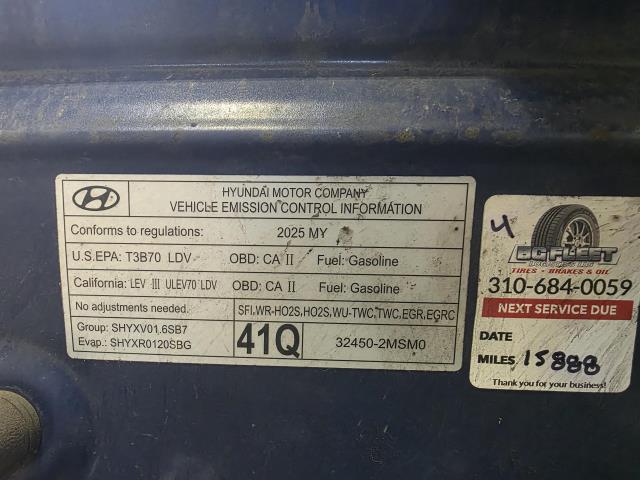 HYUNDAI MOTOR COMPANY
VEHICLE EMISSION CONTROL INFORMATION
Conforms to regulations: 2025 MY
U.S.EPA: T3B70 LDV OBD: CA II Fuel: Gasoline
California: LEV III ULEV70 LDV OBD: CA II Fuel: Gasoline
No adjustments needed. SFI,WR-HO2S,HO2S,WU-TWC,TWC,EGR,EGRC
Group: SHYXV01.6SB7
Evap.: SHYXR0120SBG
41Q
32450-2MSM0
4
BC FLEET
TIRES - BRAKES & OIL
310-684-0059
NEXT SERVICE DUE
DATE
MILES 15888
Thank you for your business!